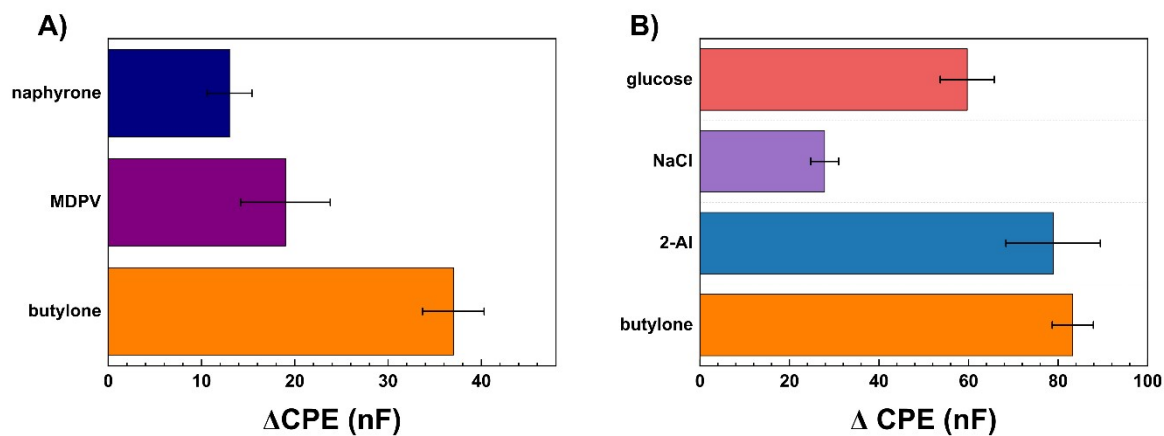 A)
naphyrone
MDPV
butylone
0 10 20 30 40
ΔCPE (nF)
B)
glucose
NaCl
2-AI
butylone
0 20 40 60 80 100
Δ CPE (nF)